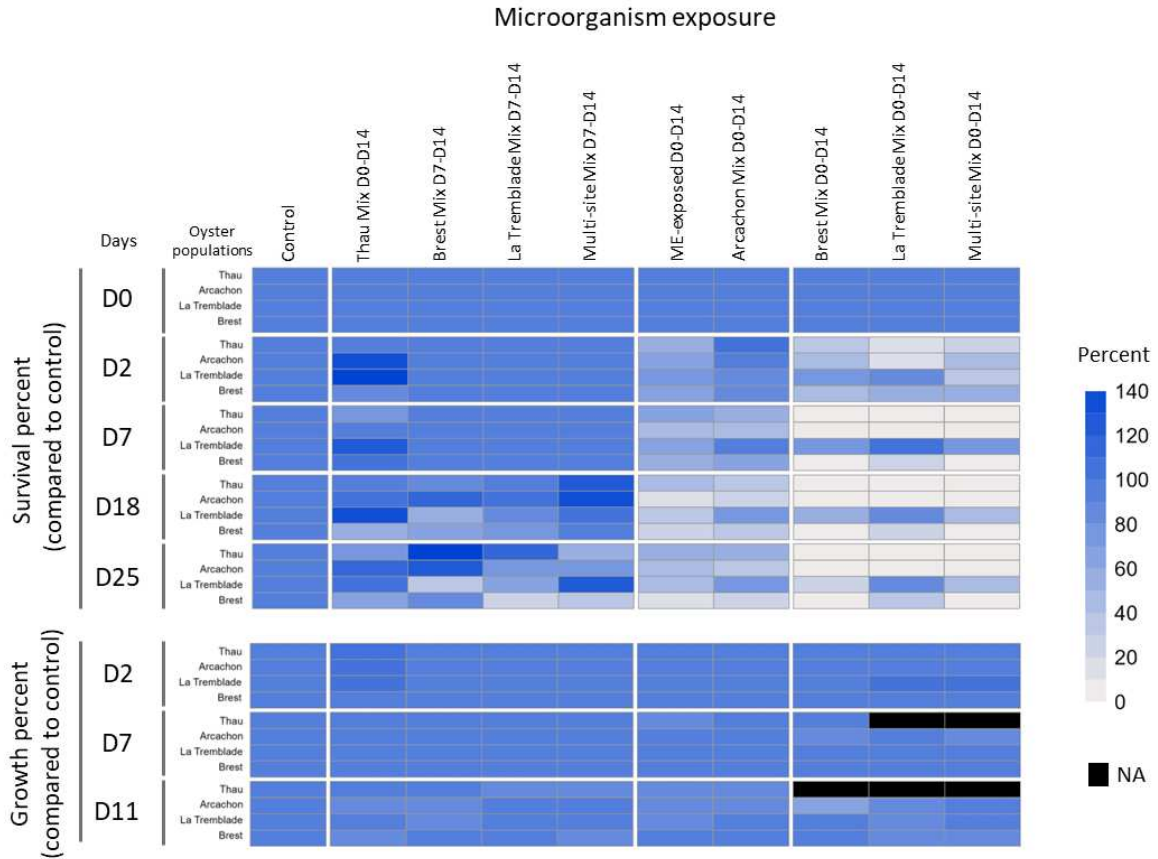 Microorganism exposure
Days
Oyster
populations
Control
Thau Mix D0-D14
Brest Mix D7-D14
La Tremblade Mix D7-D14
Multi-site Mix D7-D14
ME-exposed D0-D14
Arcachon Mix D0-D14
Brest Mix D0-D14
La Tremblade Mix D0-D14
Multi-site Mix D0-D14
Survival percent
(compared to control)
D0
Thau
Arcachon
La Tremblade
Brest
D2
Thau
Arcachon
La Tremblade
Brest
D7
Thau
Arcachon
La Tremblade
Brest
D18
Thau
Arcachon
La Tremblade
Brest
D25
Thau
Arcachon
La Tremblade
Brest
Growth percent
(compared to control)
D2
Thau
Arcachon
La Tremblade
Brest
D7
Thau
Arcachon
La Tremblade
Brest
D11
Thau
Arcachon
La Tremblade
Brest
Percent
140
120
100
80
60
40
20
0
NA